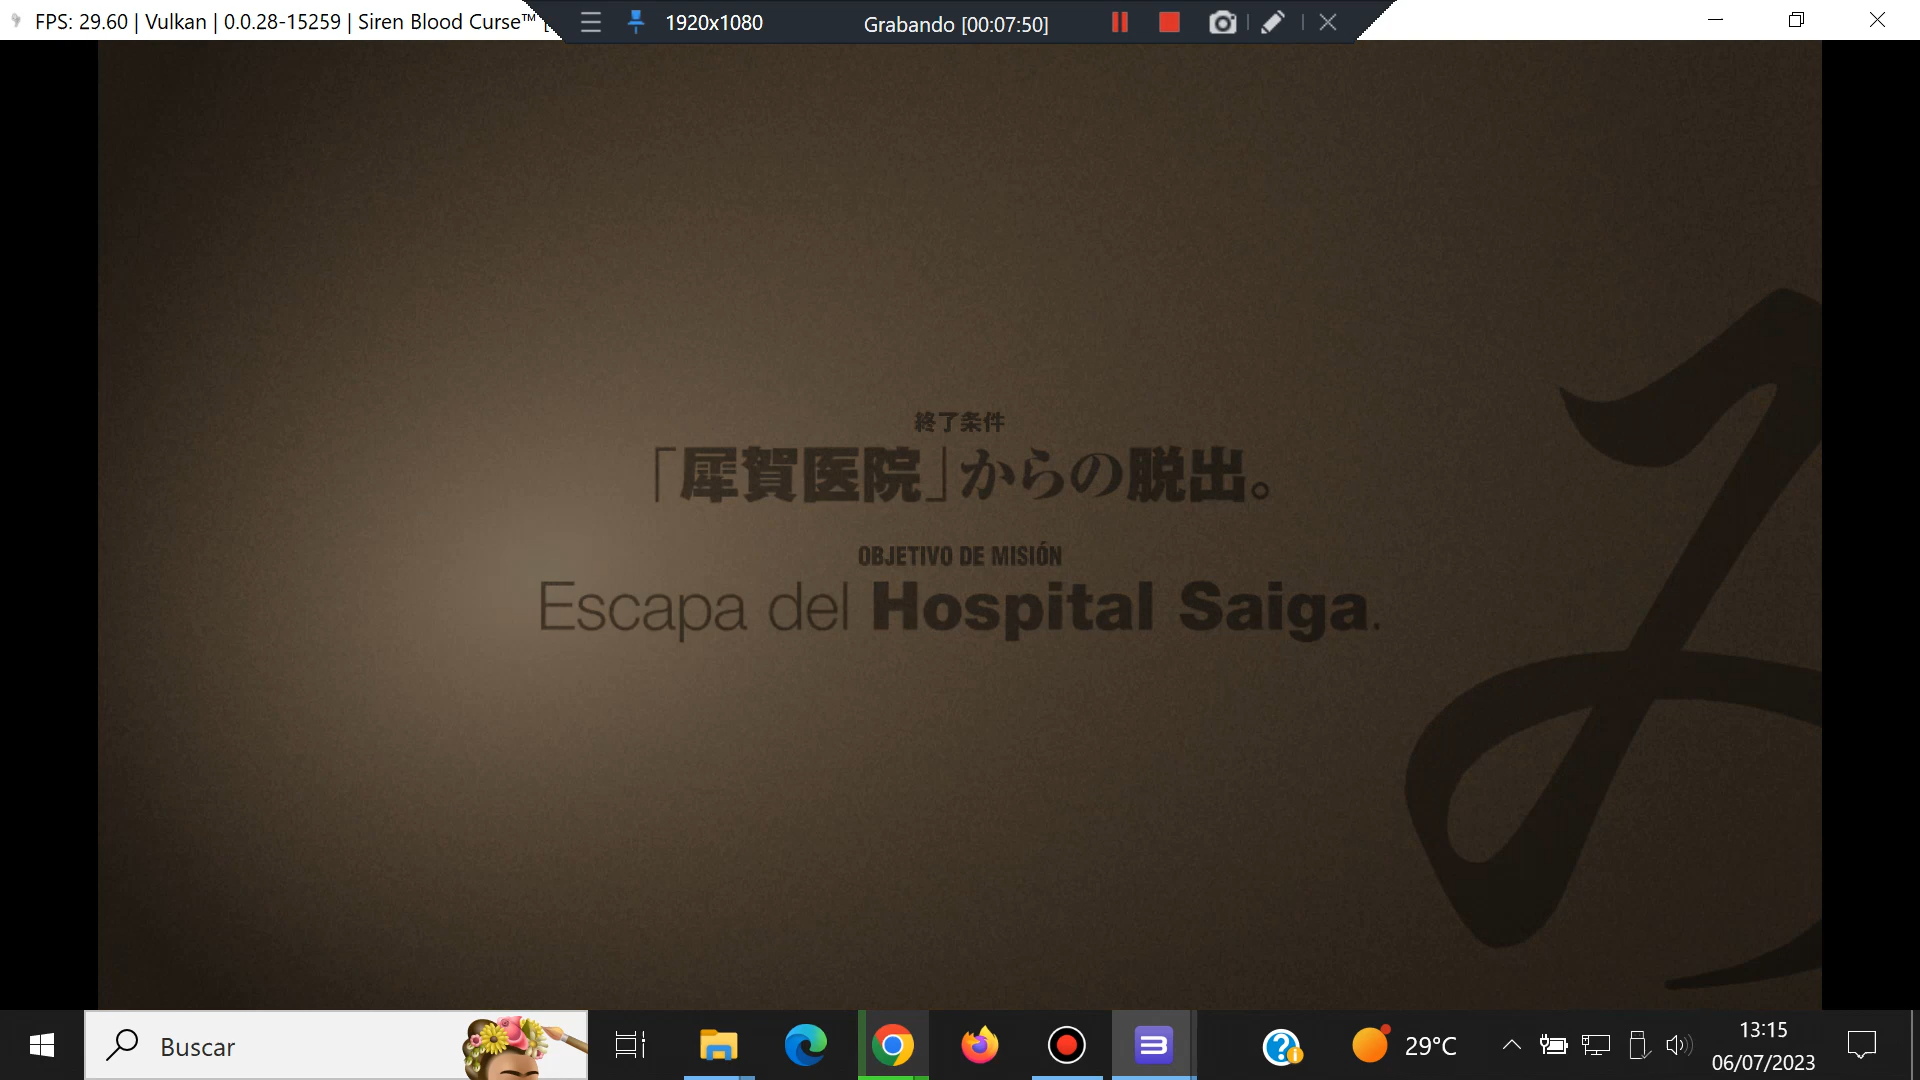 FPS: 29.60 | Vulkan | 0.0.28-15259 | Siren Blood Curse™ [
1920x1080
Grabando [00:07:50]
終了条件
「犀賀医院」からの脱出。
OBJETIVO DE MISIÓN
Escapa del Hospital Saiga.
Buscar
29°C
13:15
06/07/2023